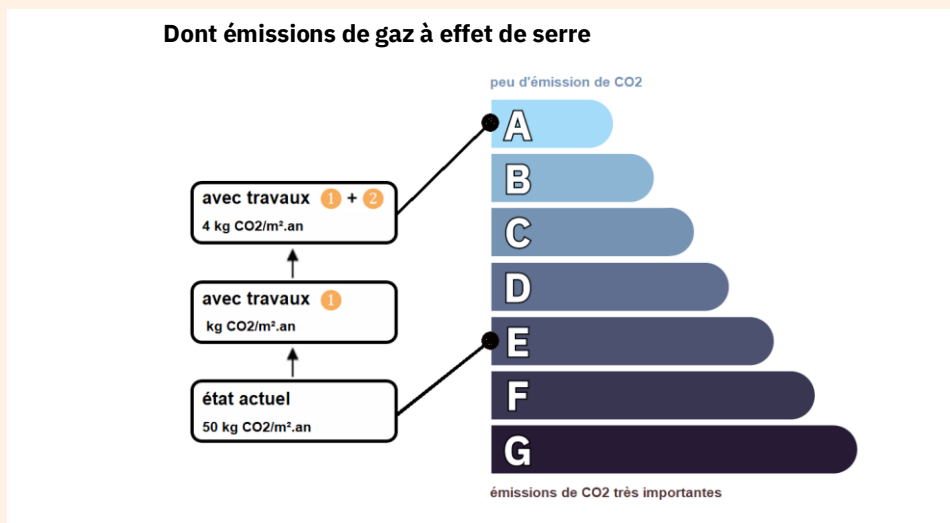 Dont émissions de gaz à effet de serre
peu d'émission de CO2
A
B
C
D
E
F
G
émissions de CO2 très importantes
avec travaux 1 + 2
4 kg CO2/m².an
avec travaux 1
kg CO2/m².an
état actuel
50 kg CO2/m².an